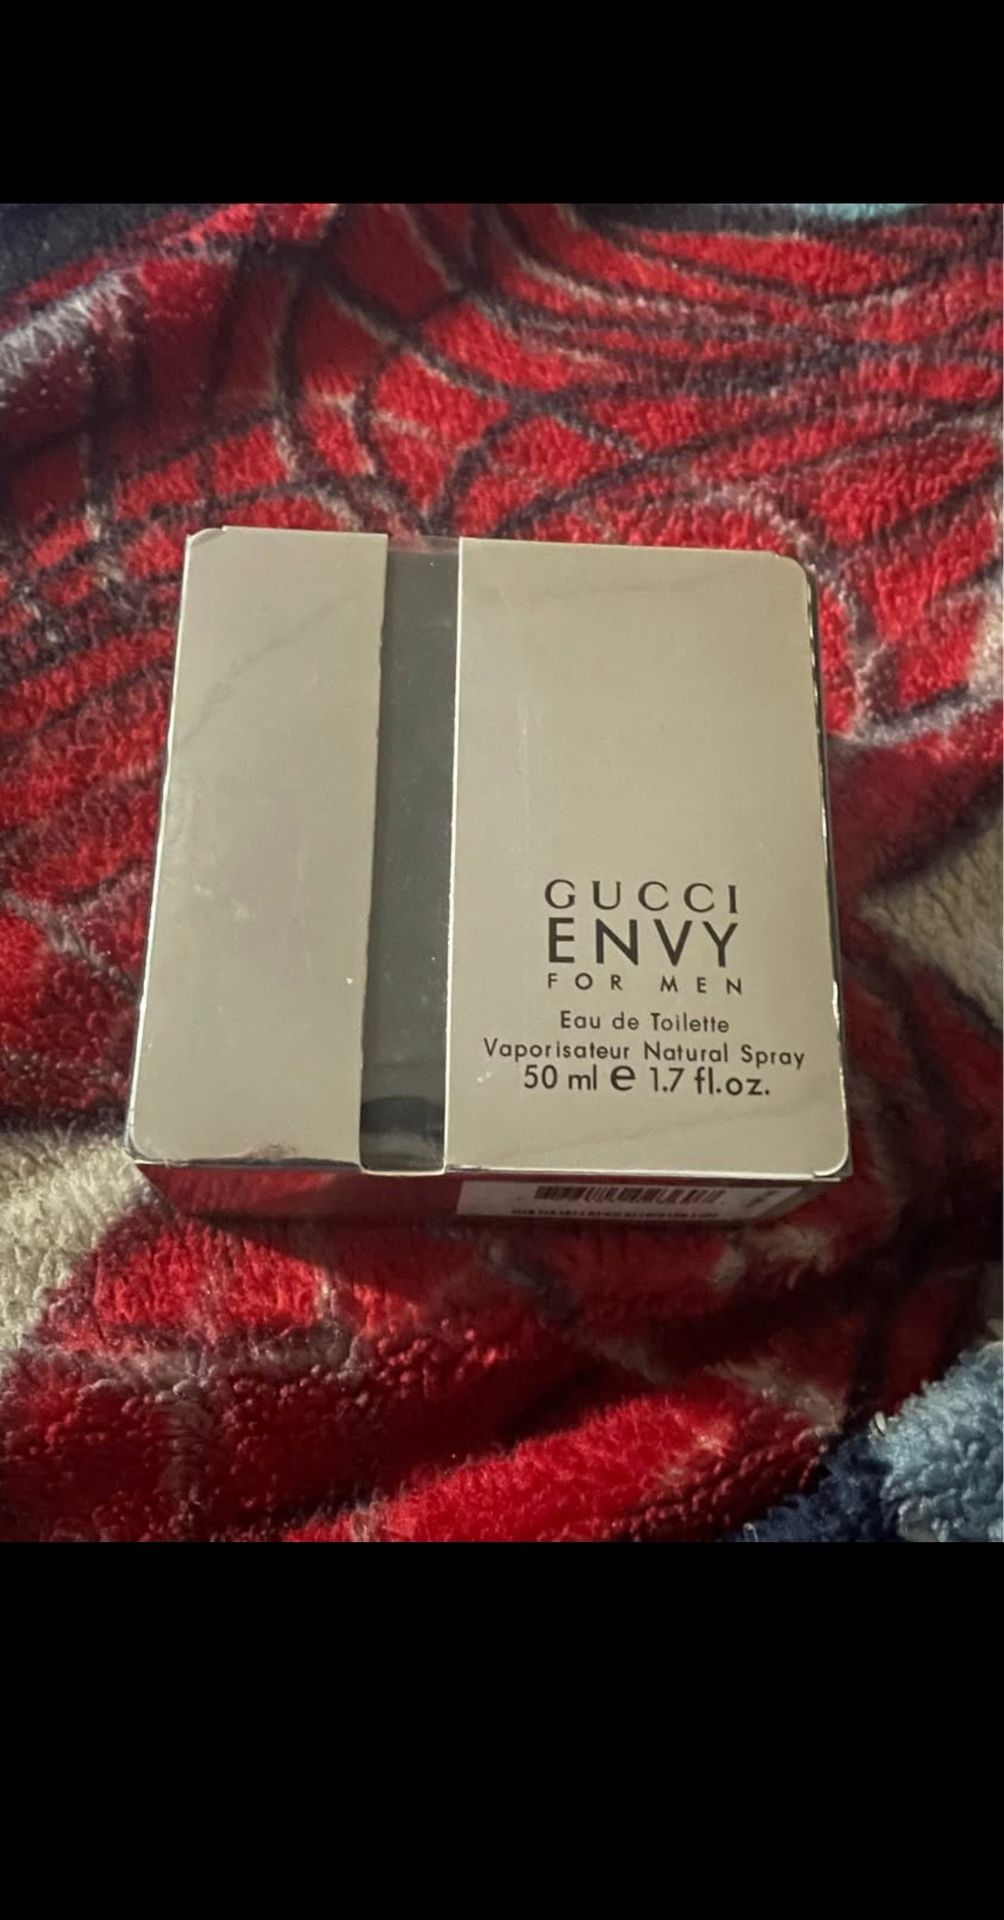 GUCCI
ENVY
FOR MEN
Eau de Toilette
Vaporisateur Natural Spray
50 ml e 1.7 fl.oz.